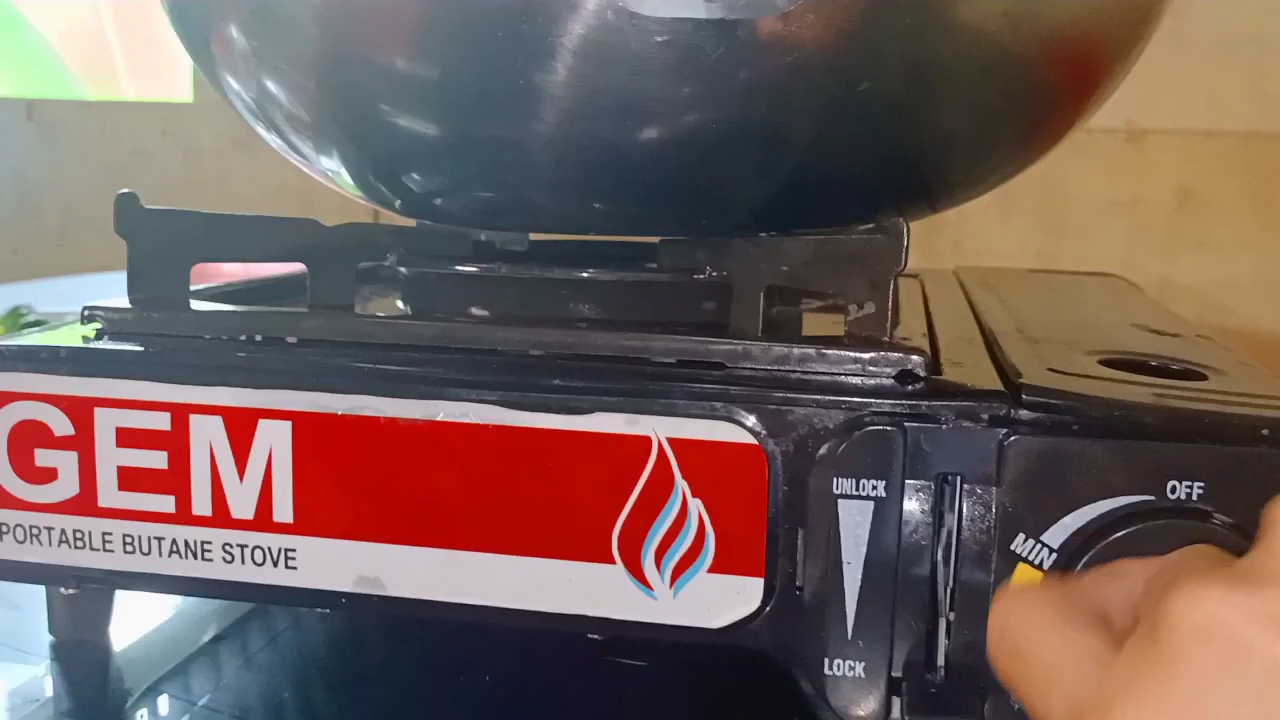 GEM
PORTABLE BUTANE STOVE
UNLOCK
LOCK
OFF
MIN